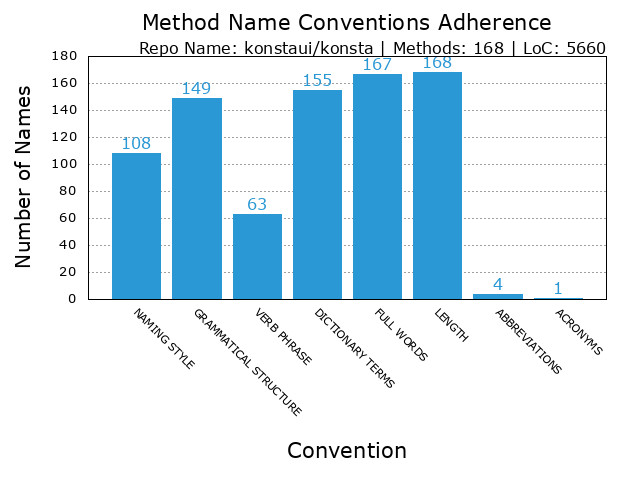 Method Name Conventions Adherence
Repo Name: konstaui/konsta | Methods: 168 | LoC: 5660
Number of Names
180
160
140
120
100
80
60
40
20
0
108
149
63
155
167
168
4
1
NAMING STYLE
GRAMMATICAL STRUCTURE
VERB PHRASE
DICTIONARY TERMS
FULL WORDS
LENGTH
ABBREVIATIONS
ACRONYMS
Convention